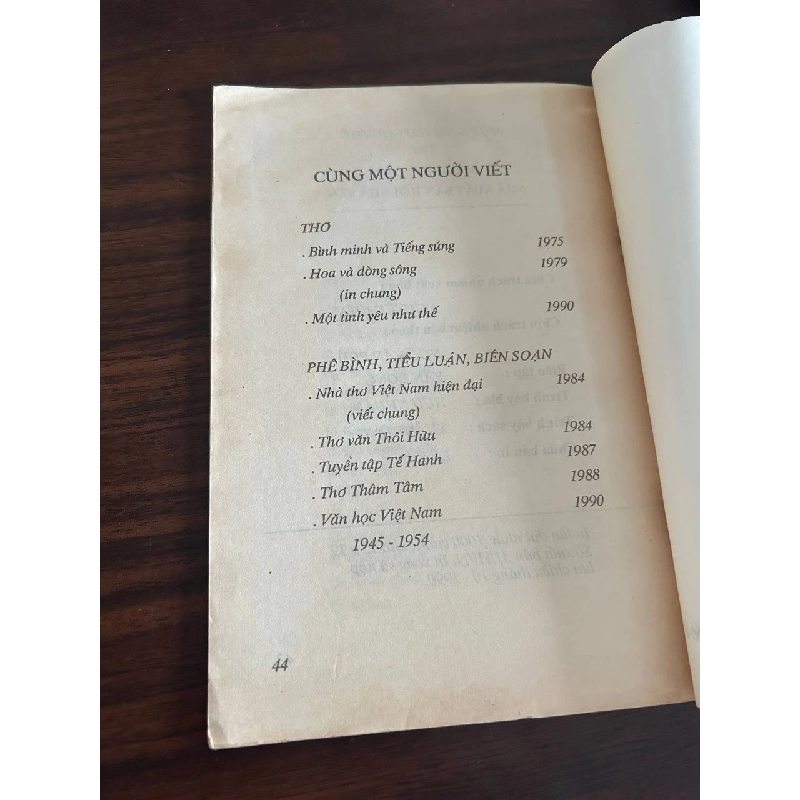 CÙNG MỘT NGƯỜI VIẾT
THƠ
. Bình minh và Tiếng súng 1975
. Hoa và dòng sông 1979
(in chung)
. Một tình yêu như thế 1990
PHÊ BÌNH, TIỂU LUẬN, BIÊN SOẠN
. Nhà thơ Việt Nam hiện đại 1984
(viết chung)
. Thơ văn Thôi Hữu 1984
. Tuyển tập Tế Hanh 1987
. Thơ Thâm Tâm 1988
. Văn học Việt Nam 1990
1945 - 1954
44